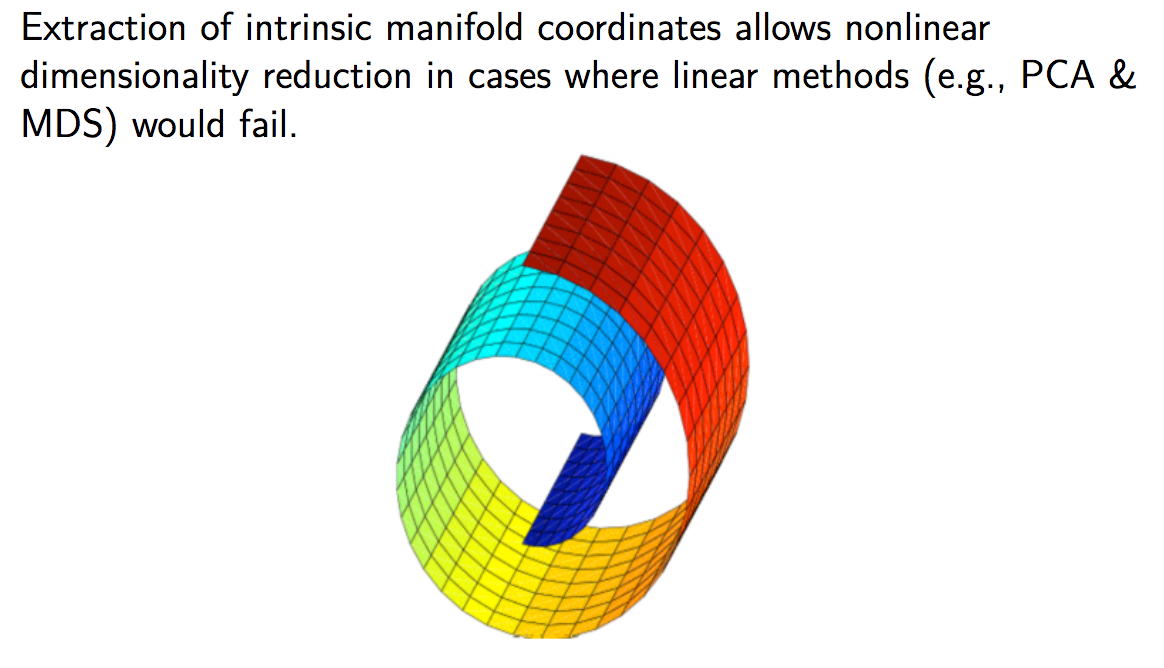 Extraction of intrinsic manifold coordinates allows nonlinear
dimensionality reduction in cases where linear methods (e.g., PCA &
MDS) would fail.